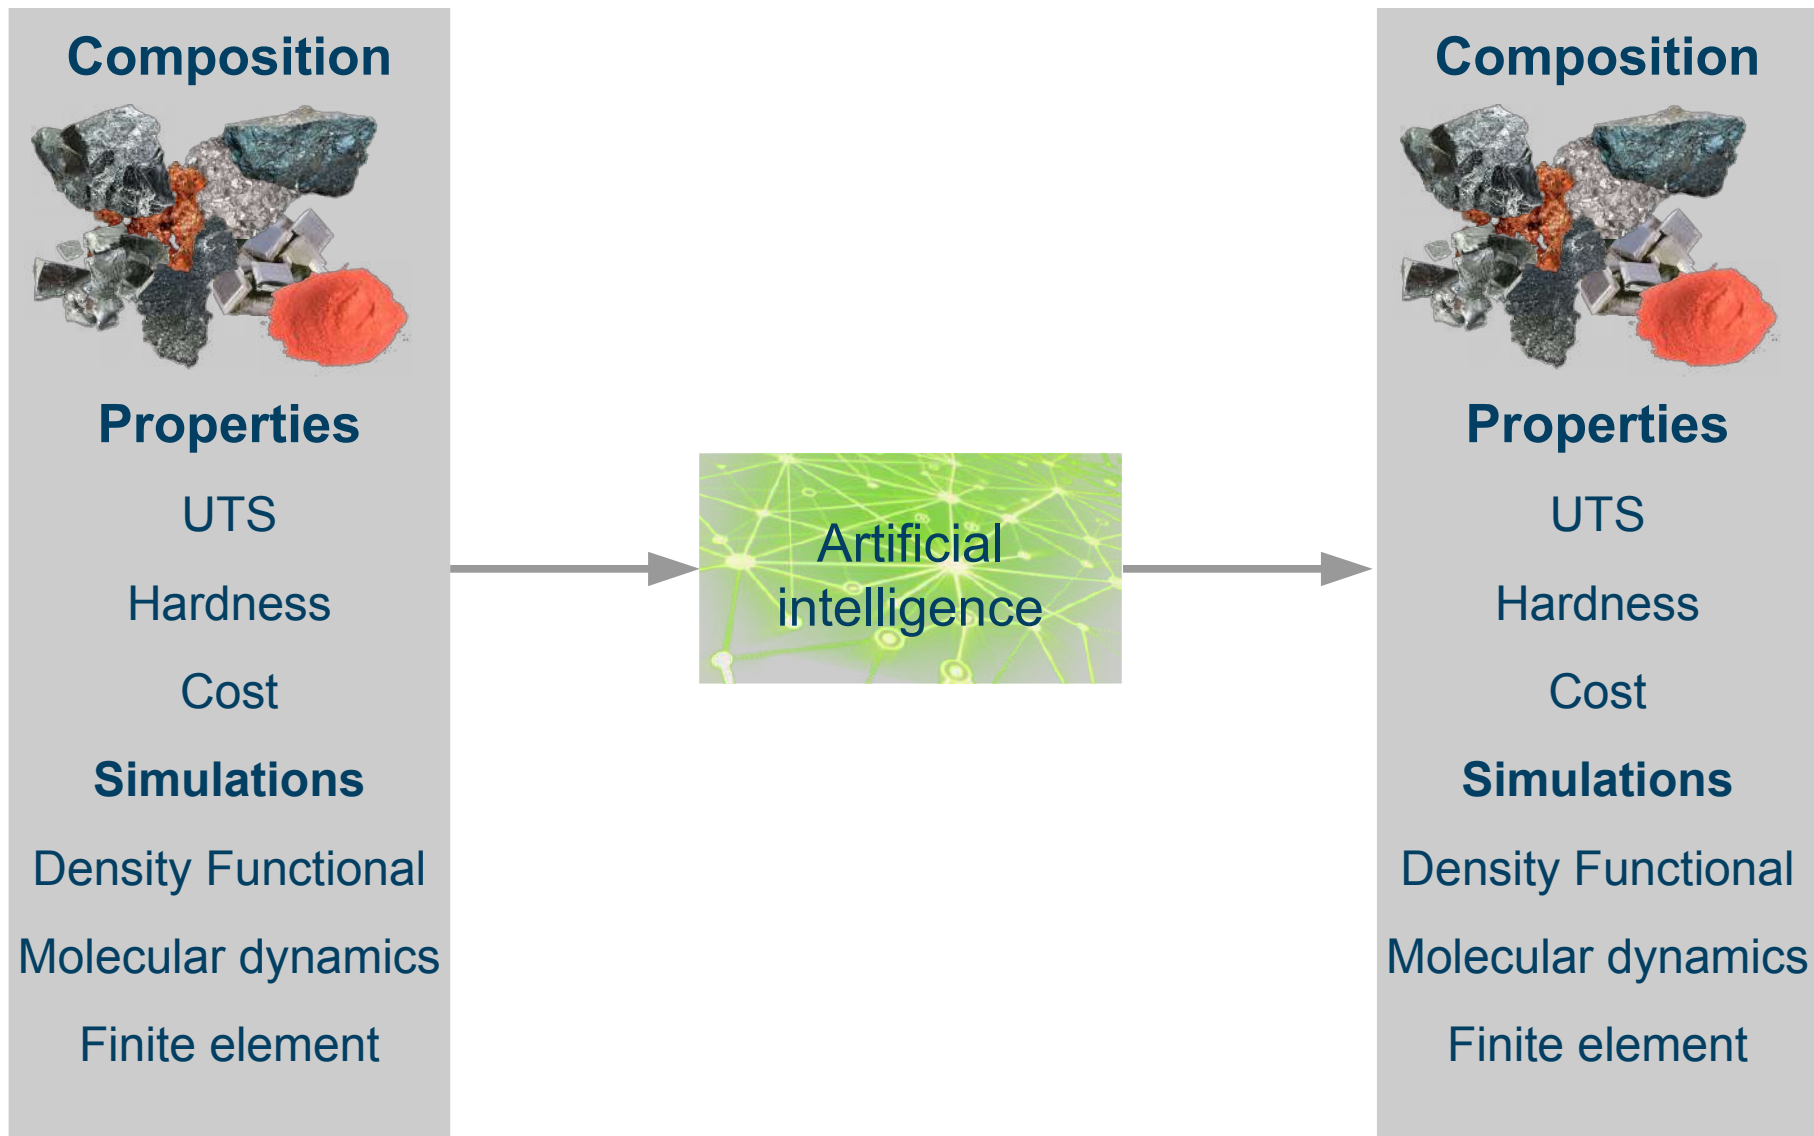 Composition
Properties
UTS
Hardness
Cost
Simulations
Density Functional
Molecular dynamics
Finite element
Artificial
intelligence
Composition
Properties
UTS
Hardness
Cost
Simulations
Density Functional
Molecular dynamics
Finite element